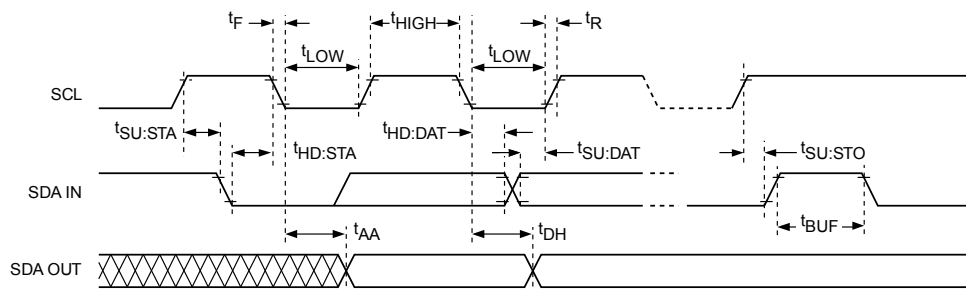 tF tHIGH tR
tLOW tLOW
SCL
tSU:STA tHD:STA tHD:DAT tSU:DAT tSU:STO
SDA IN
tAA tDH tBUF
SDA OUT